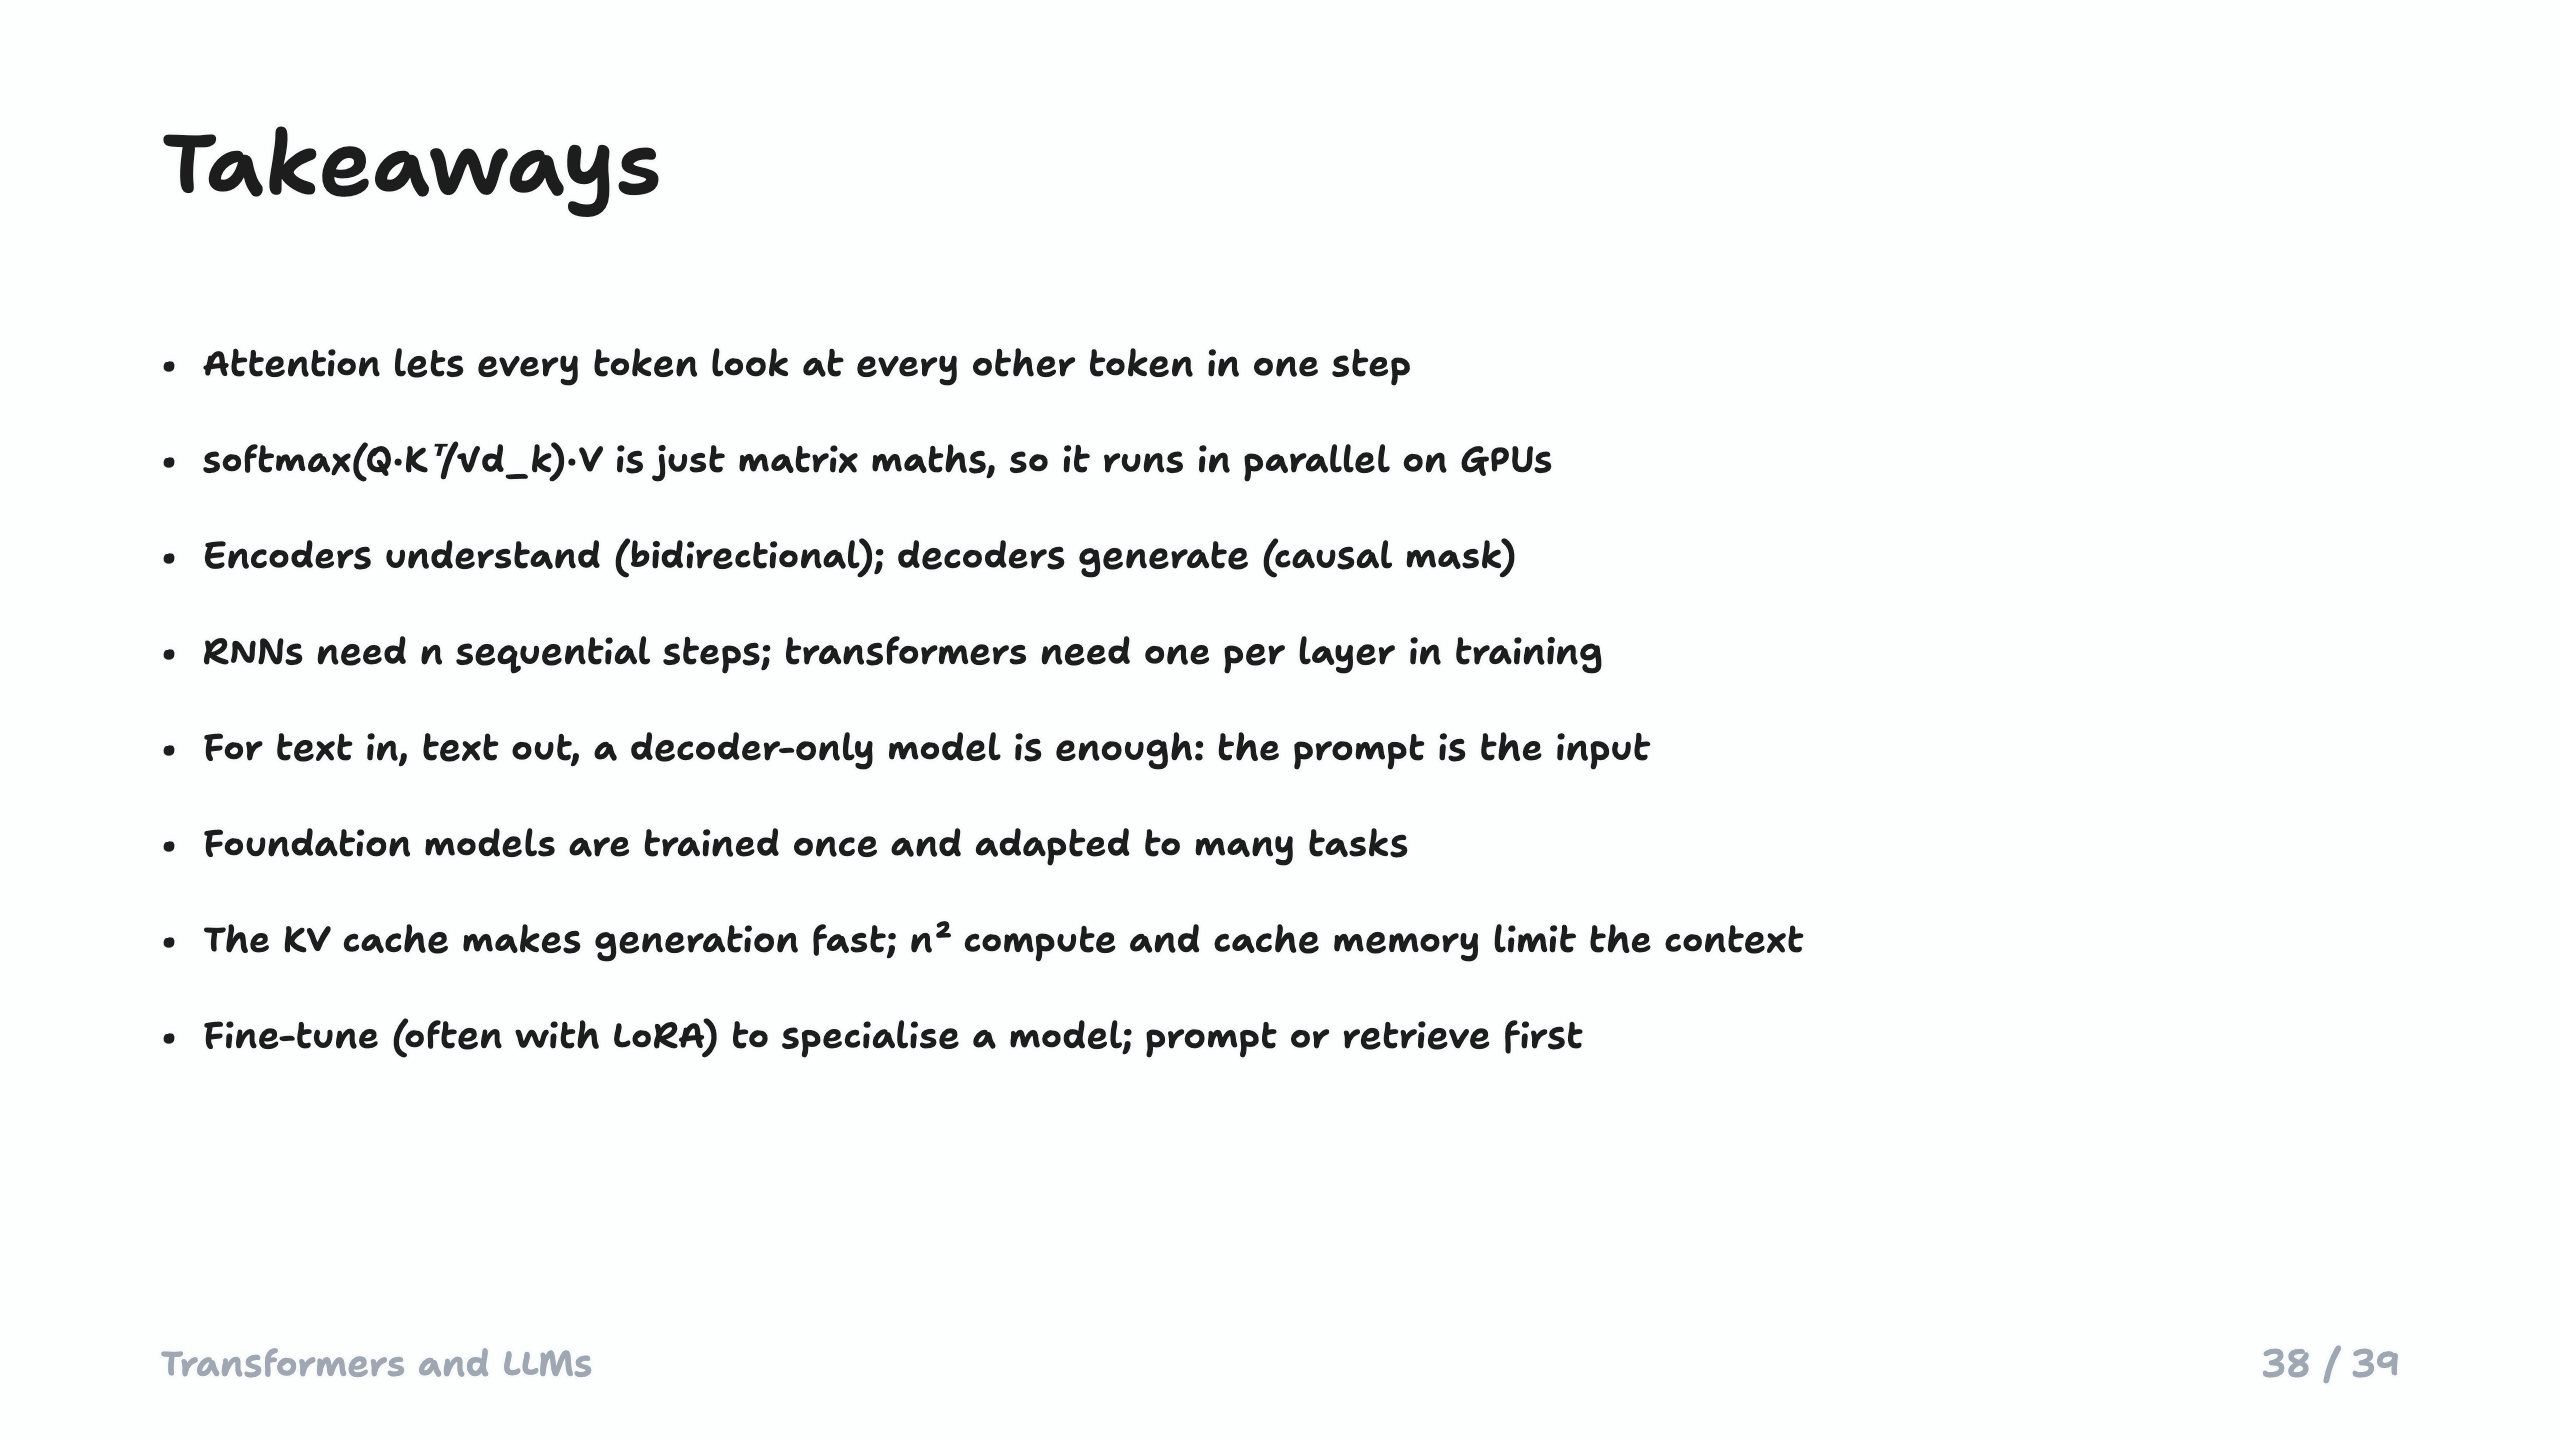 Takeaways
• Attention lets every token look at every other token in one step
• softmax(Q·Kᵀ/√d_k)·V is just matrix maths, so it runs in parallel on GPUs
• Encoders understand (bidirectional); decoders generate (causal mask)
• RNNs need n sequential steps; transformers need one per layer in training
• For text in, text out, a decoder-only model is enough: the prompt is the input
• Foundation models are trained once and adapted to many tasks
• The KV cache makes generation fast; n² compute and cache memory limit the context
• Fine-tune (often with LoRA) to specialise a model; prompt or retrieve first
Transformers and LLMs
38 / 39